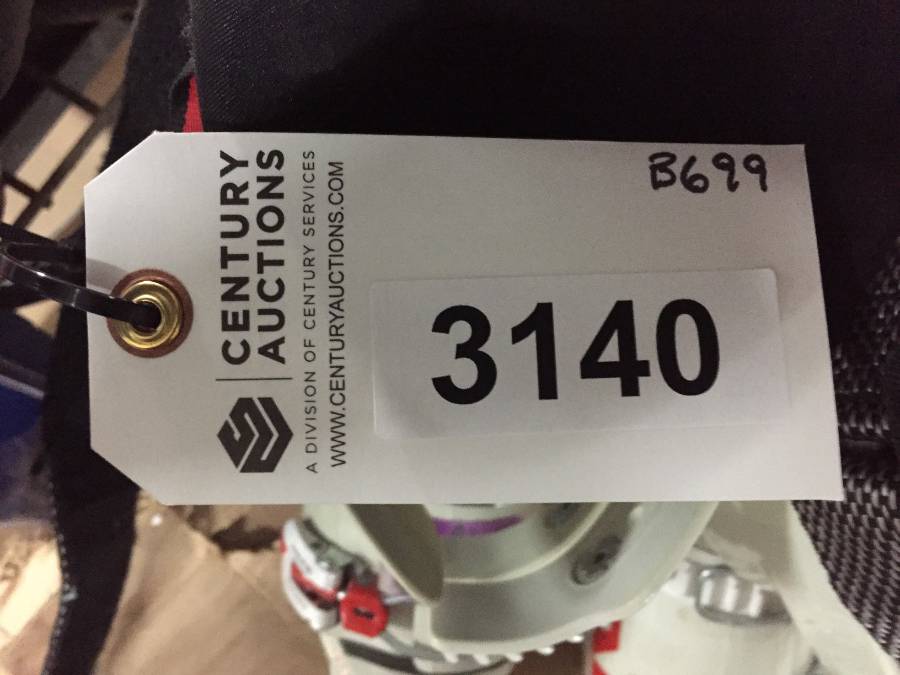 CENTURY
AUCTIONS
A DIVISION OF CENTURY SERVICES
WWW.CENTURYAUCTIONS.COM
B699
3140